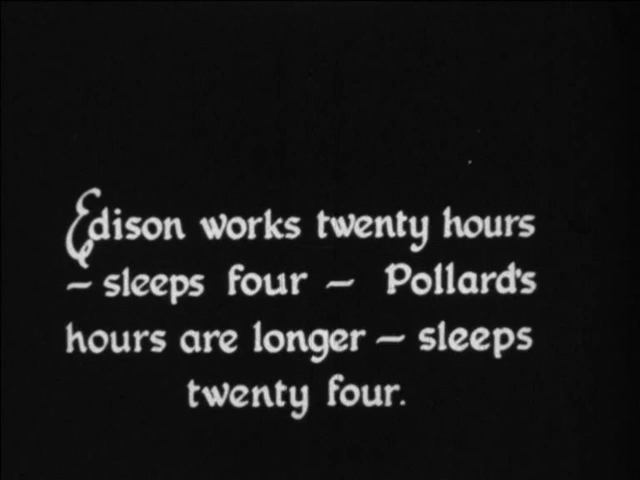 Edison works twenty hours
– sleeps four – Pollard's
hours are longer – sleeps
twenty four.